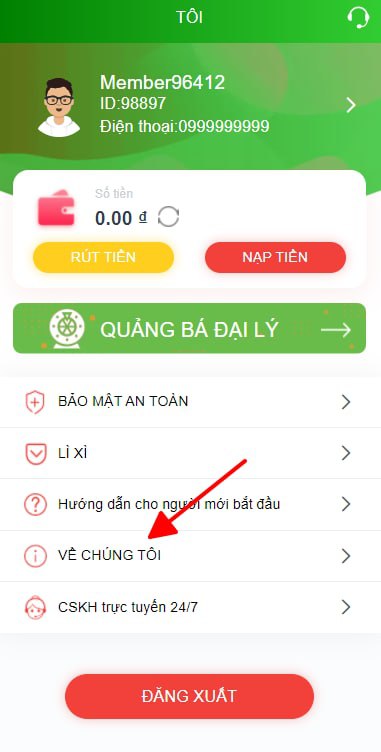 TÔI
Member96412
ID:98897
Điện thoại:0999999999
Số tiền
0.00 đ
RÚT TIỀN
NẠP TIỀN
QUẢNG BÁ ĐẠI LÝ
BẢO MẬT AN TOÀN
LÌ XÌ
Hướng dẫn cho người mới bắt đầu
VỀ CHÚNG TÔI
CSKH trực tuyến 24/7
ĐĂNG XUẤT